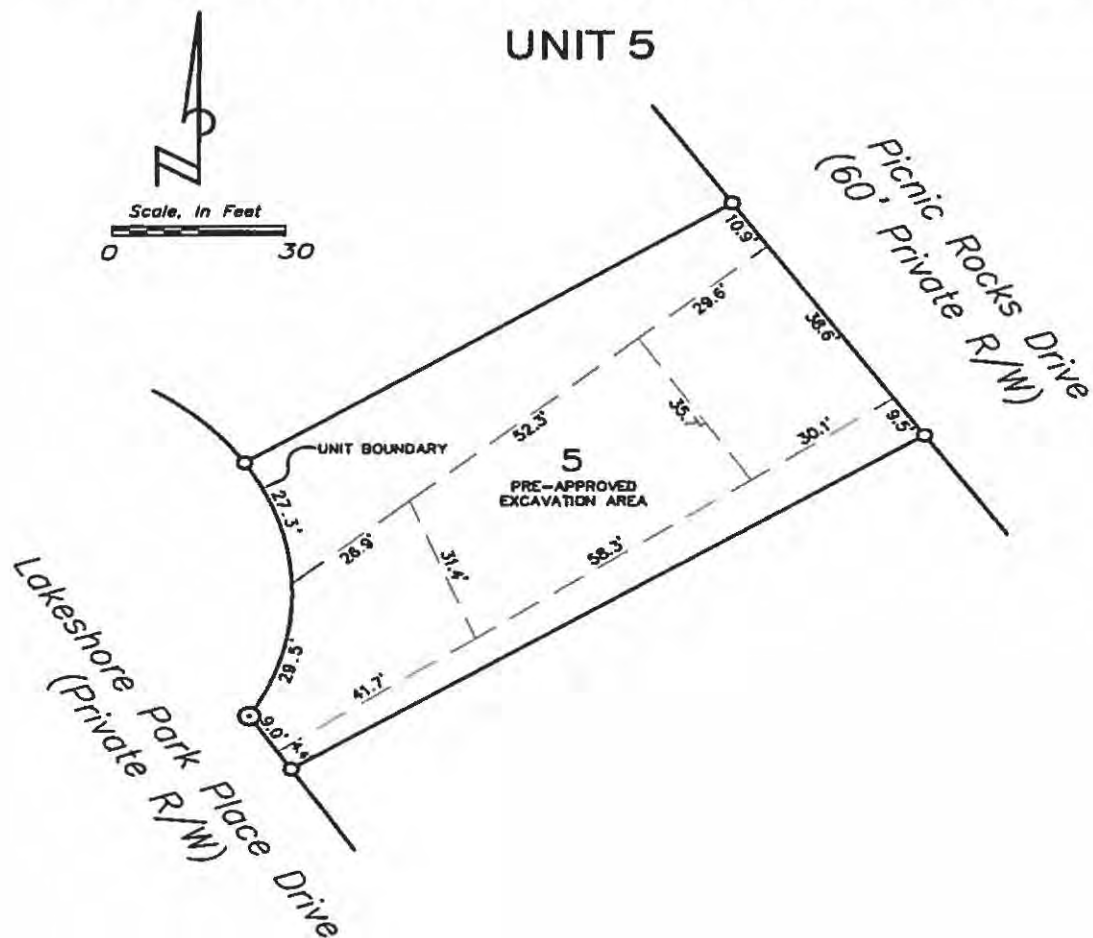 UNIT 5
N
Scale, In Feet
0 30
Picnic Rocks Drive
(60' Private R/W)
10.9'
29.6'
38.6'
52.3'
35.7'
30.1'
9.5'
UNIT BOUNDARY
5
PRE-APPROVED
EXCAVATION AREA
27.3'
28.9'
31.4'
58.3'
29.5'
41.7'
9.0'
4.4'
Lakeshore Park Place Drive
(Private R/W)